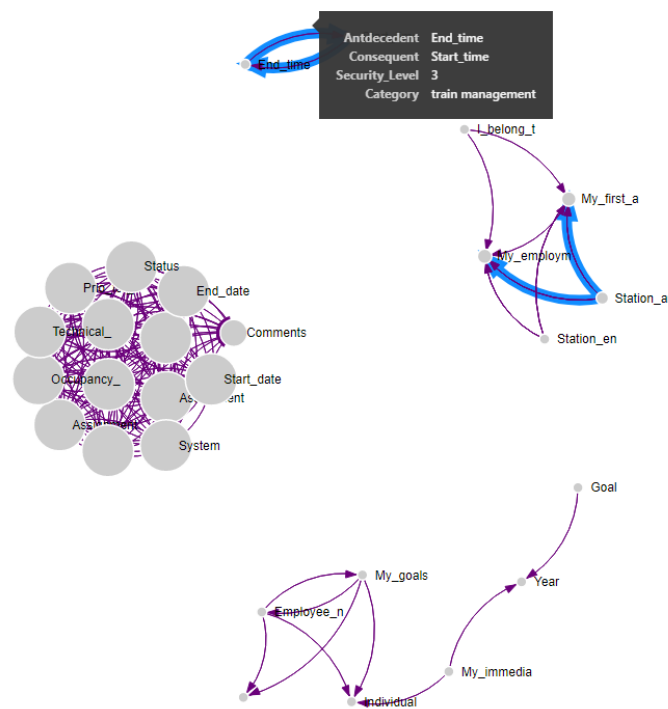 Antdecedent End_time
Consequent Start_time
Security_Level 3
Category train management
End_time
I_belong_t
My_first_a
My_employm
Station_a
Station_en
Status
End_date
Comments
Technical_
Start_date
Occupancy_
System
Goal
My_goals
Year
Employee_n
My_immedia
Individual